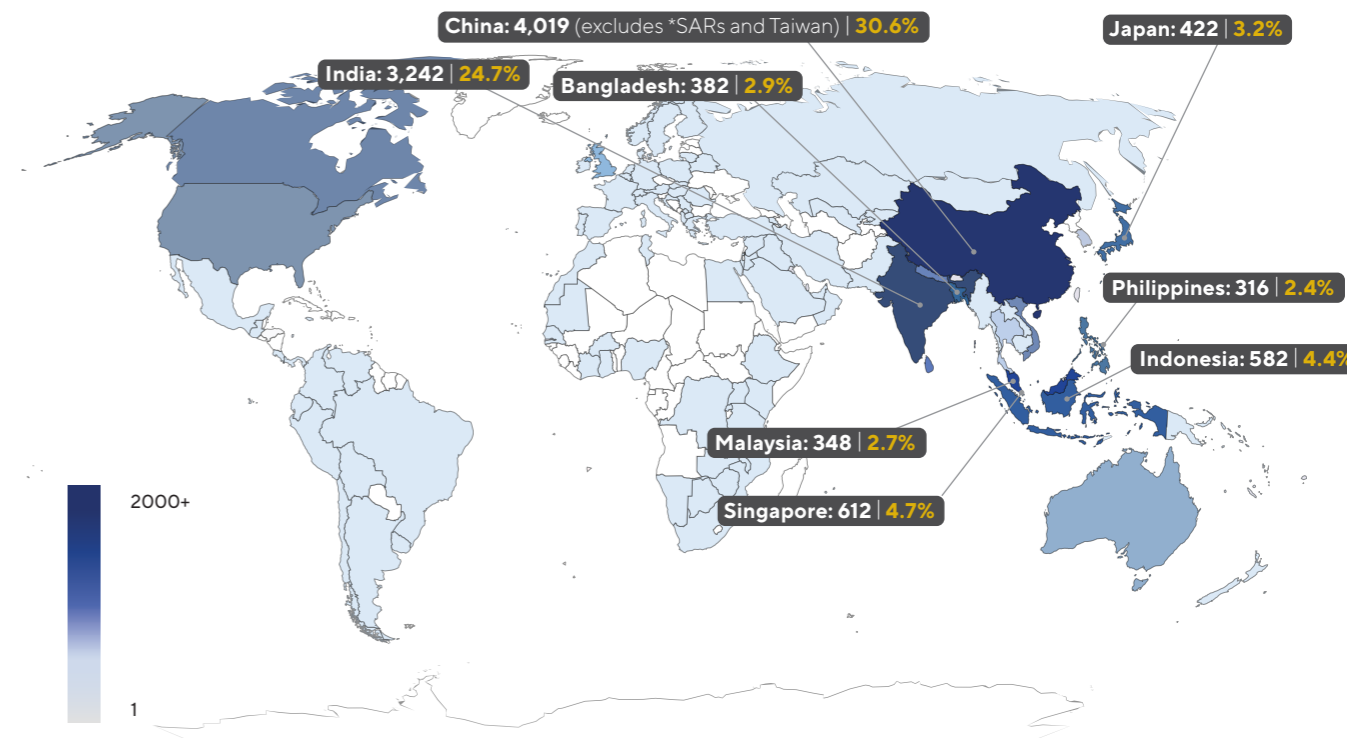 China: 4,019 (excludes *SARs and Taiwan) | 30.6%
Japan: 422 | 3.2%
India: 3,242 | 24.7%
Bangladesh: 382 | 2.9%
Philippines: 316 | 2.4%
Indonesia: 582 | 4.4%
Malaysia: 348 | 2.7%
Singapore: 612 | 4.7%
2000+
1